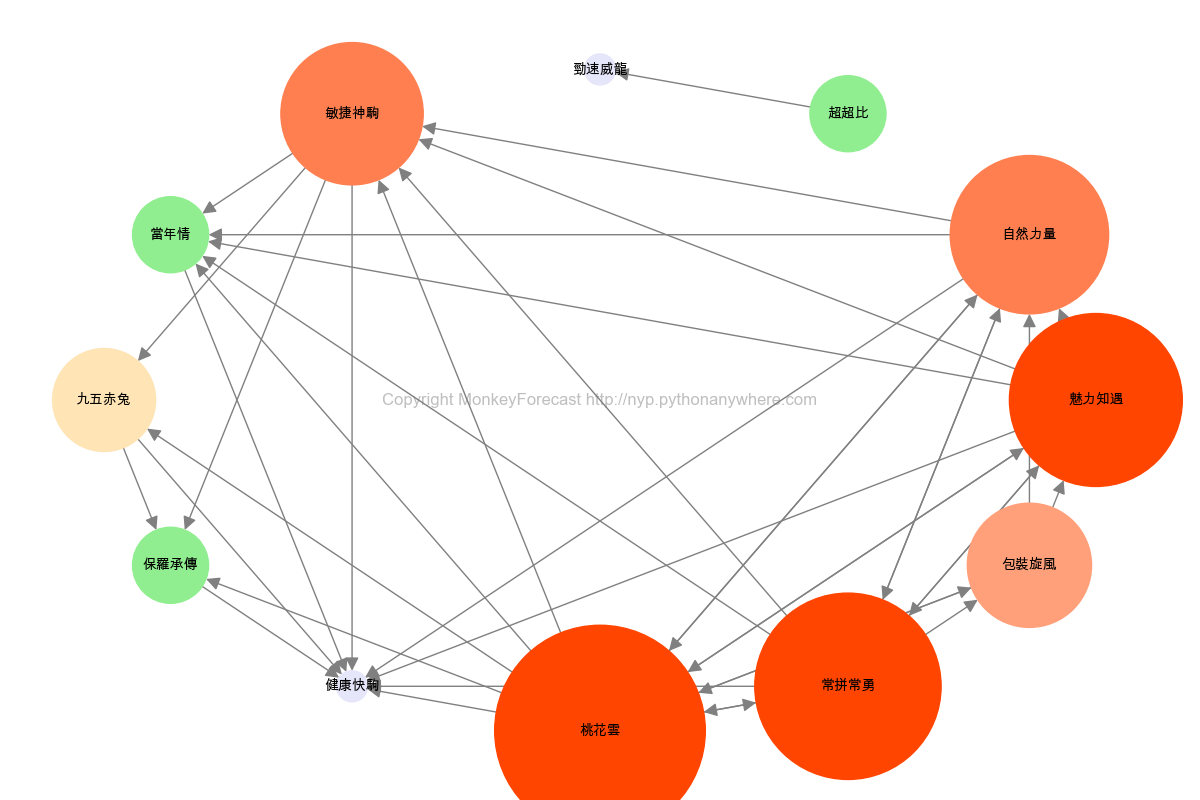 勁速威龍
敏捷神駒
超超比
當年情
自然力量
九五赤兔
Copyright MonkeyForecast http://nyp.pythonanywhere.com
魅力知遇
保羅承傳
包裝旋風
健康快駒
常拼常勇
桃花雲